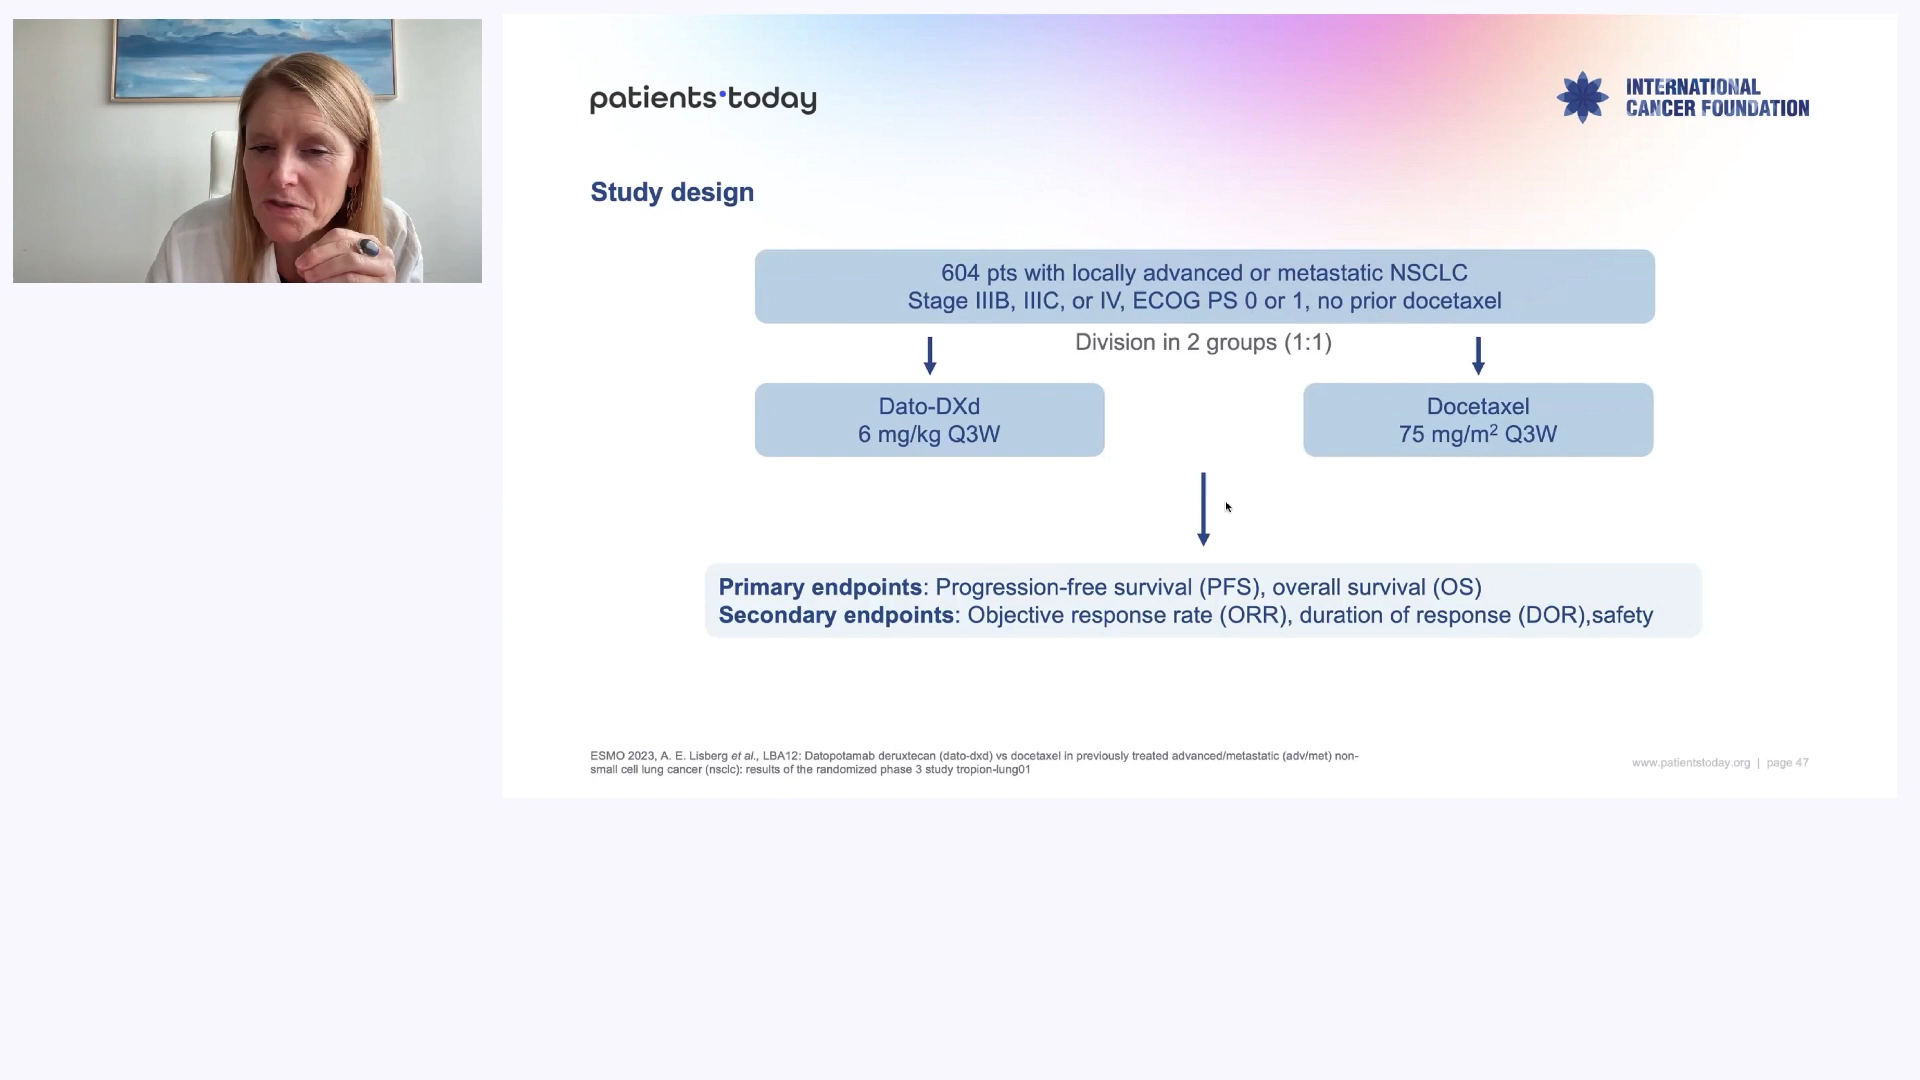 patients•today
INTERNATIONAL
CANCER FOUNDATION
Study design
604 pts with locally advanced or metastatic NSCLC
Stage IIIB, IIIC, or IV, ECOG PS 0 or 1, no prior docetaxel
Division in 2 groups (1:1)
Dato-DXd
6 mg/kg Q3W
Docetaxel
75 mg/m² Q3W
Primary endpoints: Progression-free survival (PFS), overall survival (OS)
Secondary endpoints: Objective response rate (ORR), duration of response (DOR),safety
ESMO 2023, A. E. Lisberg et al., LBA12: Datopotamab deruxtecan (dato-dxd) vs docetaxel in previously treated advanced/metastatic (adv/met) non-
small cell lung cancer (nsclc): results of the randomized phase 3 study tropion-lung01
www.patientstoday.org | page 47